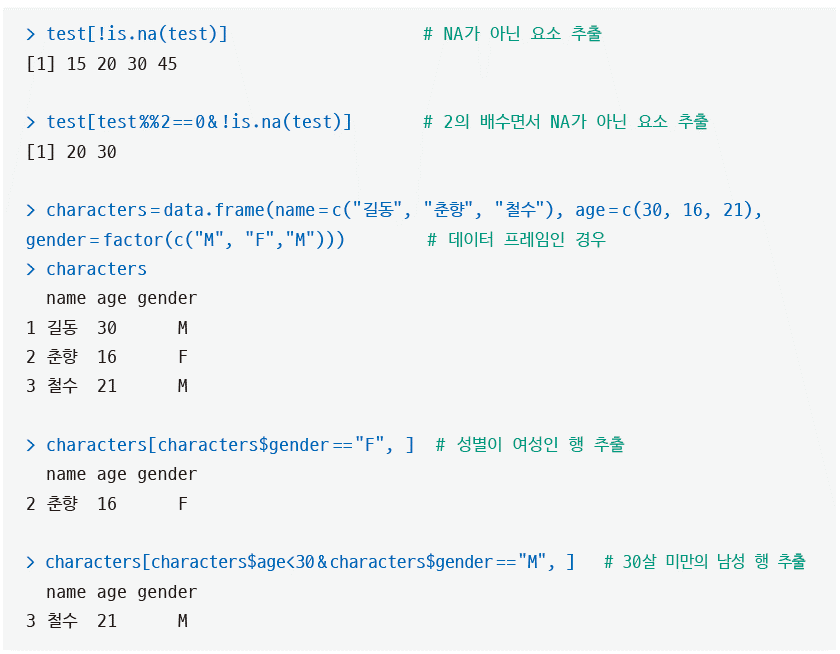 > test[!is.na(test)] # NA가 아닌 요소 추출
[1] 15 20 30 45
> test[test%%2==0&!is.na(test)] # 2의 배수면서 NA가 아닌 요소 추출
[1] 20 30
> characters=data.frame(name=c("길동", "춘향", "철수"), age=c(30, 16, 21),
gender=factor(c("M", "F","M"))) # 데이터 프레임인 경우
> characters
name age gender
1 길동 30 M
2 춘향 16 F
3 철수 21 M
> characters[characters$gender=="F", ] # 성별이 여성인 행 추출
name age gender
2 춘향 16 F
> characters[characters$age<30&characters$gender=="M", ] # 30살 미만의 남성 행 추출
name age gender
3 철수 21 M